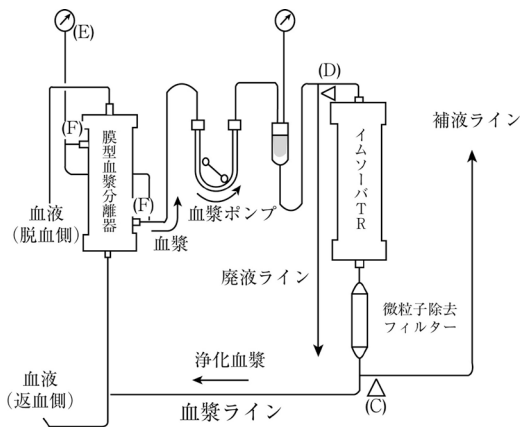 (E)
(D)
(F)
膜型血漿分離器
イムソーバTR
補液ライン
(F)
血液
(脱血側)
血漿
血漿ポンプ
廃液ライン
微粒子除去
フィルター
浄化血漿
血液
(返血側)
血漿ライン
(C)